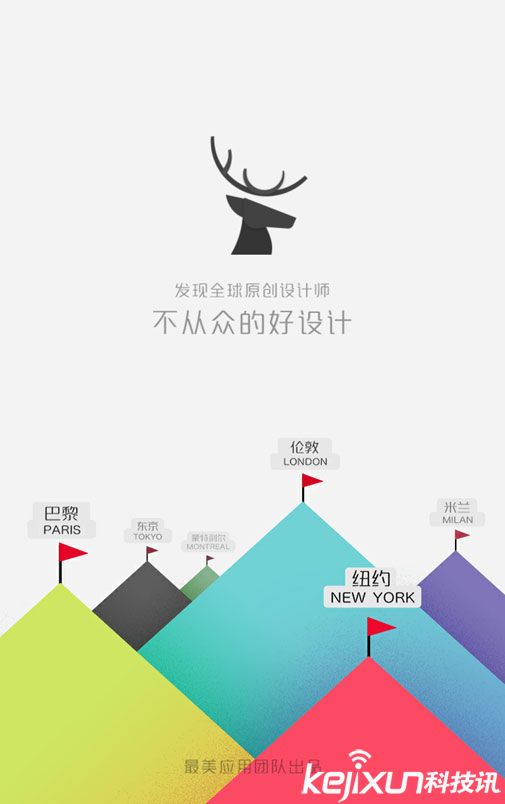 发现全球原创设计师
不从众的好设计
伦敦
LONDON
巴黎
PARIS
东京
TOKYO
蒙特利尔
MONTREAL
米兰
MILAN
纽约
NEW YORK
最美应用团队出品
kejixun科技讯